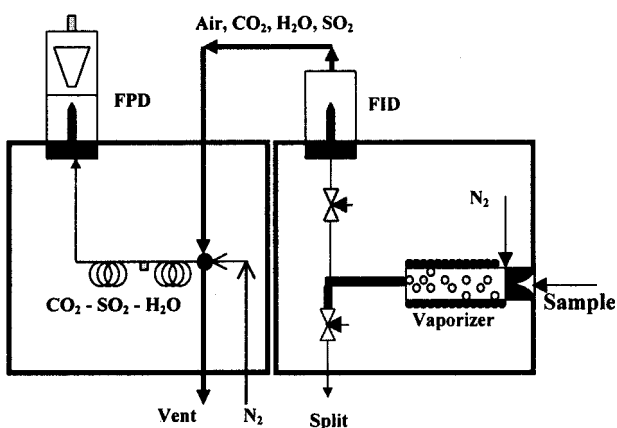 Air, CO₂, H₂O, SO₂
FPD
FID
N₂
CO₂ - SO₂ - H₂O
Vaporizer
Sample
Vent
N₂
Split